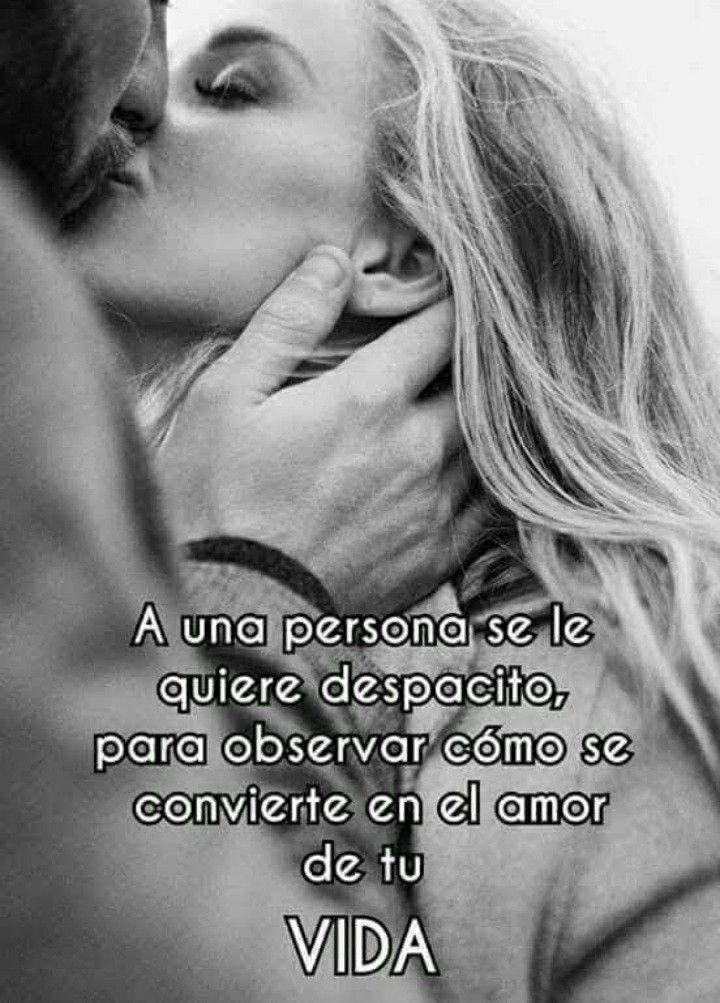 A una persona se le
quiere despacito,
para observar cómo se
convierte en el amor
de tu
VIDA